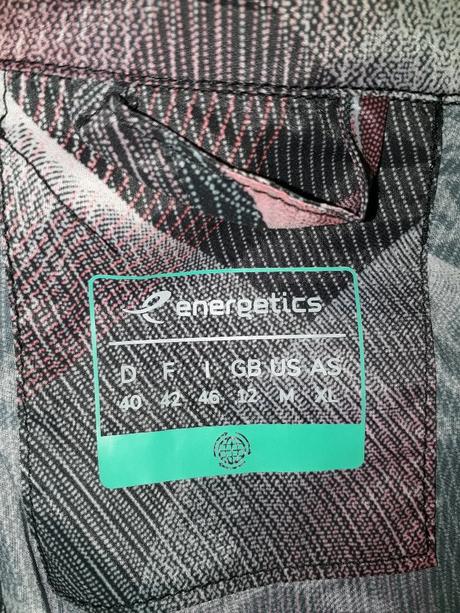 energetics
D F I GB US AS
40 42 46 12 M XL